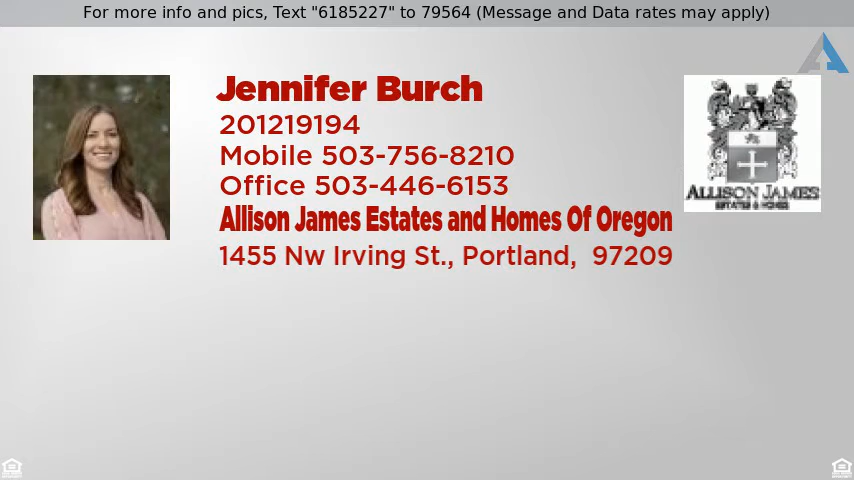 For more info and pics, Text "6185227" to 79564 (Message and Data rates may apply)
Jennifer Burch
201219194
Mobile 503-756-8210
Office 503-446-6153
Allison James Estates and Homes Of Oregon
1455 Nw Irving St., Portland,  97209
ALLISON JAMES
ESTATES & HOMES